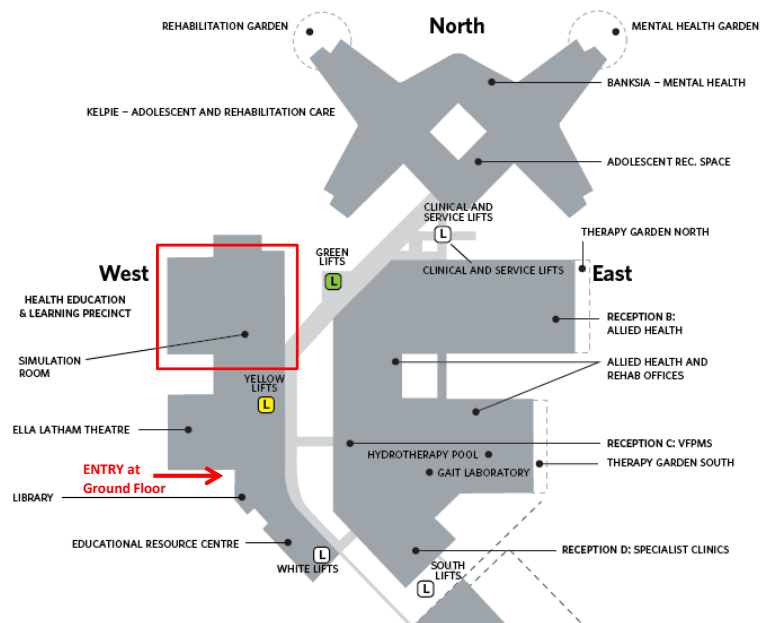 North
REHABILITATION GARDEN
MENTAL HEALTH GARDEN
BANKSIA – MENTAL HEALTH
KELPIE – ADOLESCENT AND REHABILITATION CARE
ADOLESCENT REC. SPACE
CLINICAL AND
SERVICE LIFTS
L
THERAPY GARDEN NORTH
GREEN
LIFTS
L
CLINICAL AND SERVICE LIFTS
West
East
HEALTH EDUCATION
& LEARNING PRECINCT
RECEPTION B:
ALLIED HEALTH
SIMULATION
ROOM
ALLIED HEALTH AND
REHAB OFFICES
YELLOW
LIFTS
L
ELLA LATHAM THEATRE
RECEPTION C: VFPMS
HYDROTHERAPY POOL
THERAPY GARDEN SOUTH
GAIT LABORATORY
ENTRY at
Ground Floor
LIBRARY
EDUCATIONAL RESOURCE CENTRE
L
WHITE LIFTS
RECEPTION D: SPECIALIST CLINICS
SOUTH
LIFTS
L